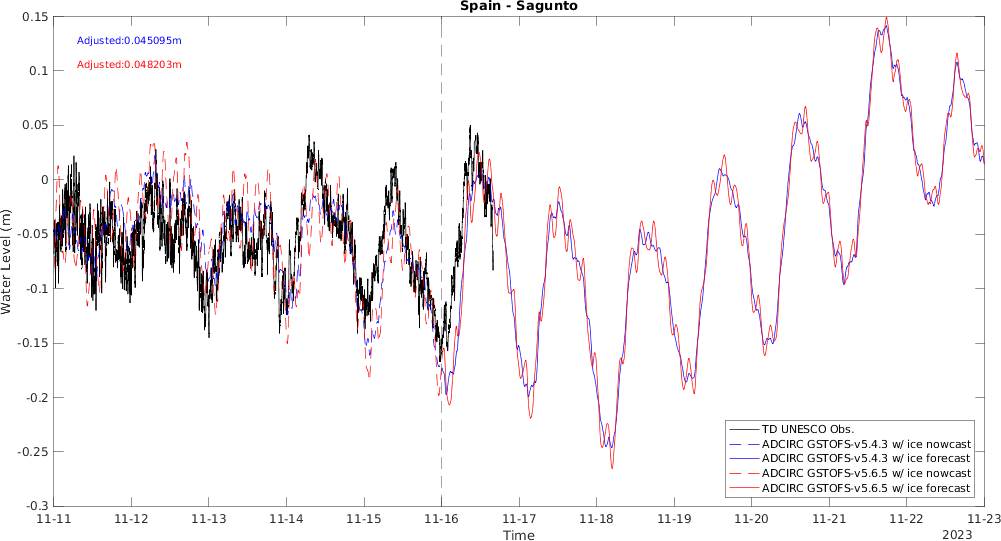 Spain - Sagunto
0.15
0.1
0.05
0
-0.05
-0.1
-0.15
-0.2
-0.25
-0.3
Water Level (m)
Adjusted:0.045095m
Adjusted:0.048203m
TD UNESCO Obs.
ADCIRC GSTOFS-v5.4.3 w/ ice nowcast
ADCIRC GSTOFS-v5.4.3 w/ ice forecast
ADCIRC GSTOFS-v5.6.5 w/ ice nowcast
ADCIRC GSTOFS-v5.6.5 w/ ice forecast
11-11 11-12 11-13 11-14 11-15 11-16 11-17 11-18 11-19 11-20 11-21 11-22 11-23
Time
2023